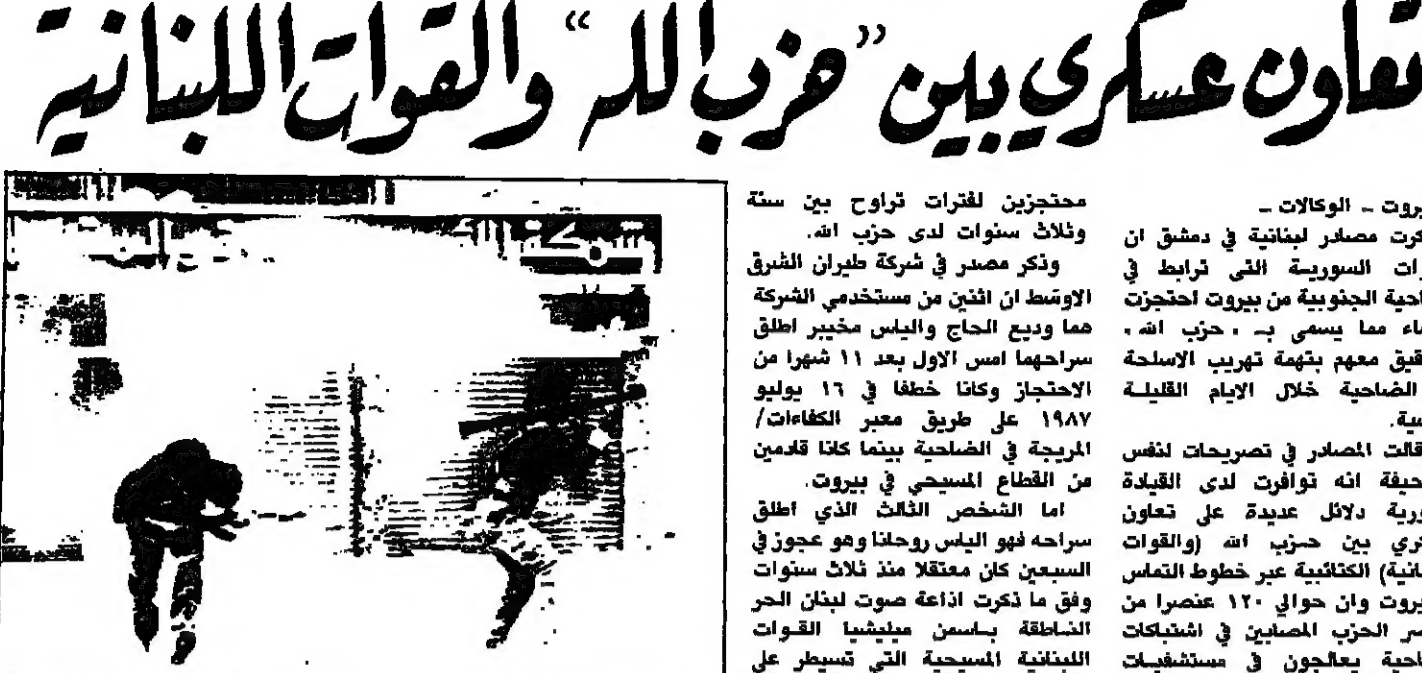 تعاون عسكري بين "حزب الله" والقوات اللبنانية
بيروت ـ الوكالات ـ
ذكرت مصادر لبنانية في دمشق ان
القوات السورية التي ترابط في
الضاحية الجنوبية من بيروت احتجزت
مما يسمى بـ «حزب الله»
معهم بتهمة تهريب الاسلحة
الضاحية خلال الايام القليلة
قالت المصادر في تصريحات لنفس
الصحيفة انه توافرت لدى القيادة
السورية دلائل عديدة على تعاون
عسكري بين حزب الله (والقوات
اللبنانية) الكتائبية عبر خطوط التماس
بيروت وان حوالي ١٢٠ عنصرا من
عناصر الحزب المصابين في اشتباكات
الضاحية يعالجون في مستشفيات
محتجزين لفترات تراوح بين سنة
وثلاث سنوات لدى حزب الله.
وذكر مصدر في شركة طيران الشرق
الاوسط ان اثنين من مستخدمي الشركة
هما وديع الحاج والياس مخيبر اطلق
سراحهما امس الاول بعد ١١ شهرا من
الاحتجاز وكانا خطفا في ١٦ يوليو
١٩٨٧ على طريق معبر الكفاءات/
المريجة في الضاحية بينما كانا قادمين
من القطاع المسيحي في بيروت.
اما الشخص الثالث الذي اطلق
سراحه فهو الياس روحانا وهو عجوز في
السبعين كان معتقلا منذ ثلاث سنوات
وفق ما ذكرت اذاعة صوت لبنان الحر
الناطقة باسمن ميليشيا القوات
اللبنانية المسيحية التي تسيطر على